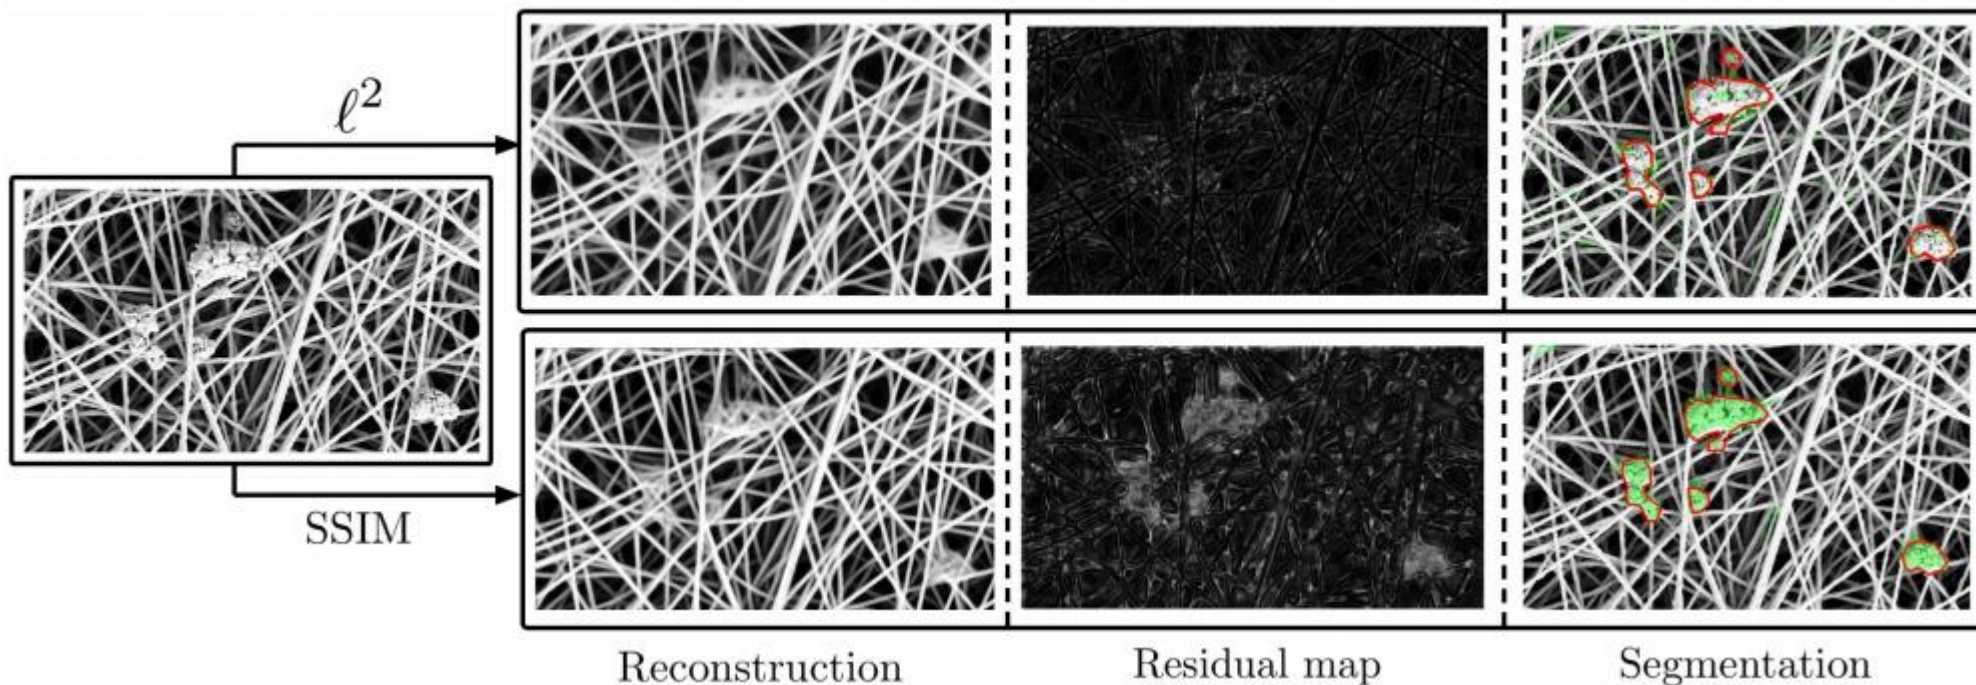 ℓ²
SSIM
Reconstruction
Residual map
Segmentation